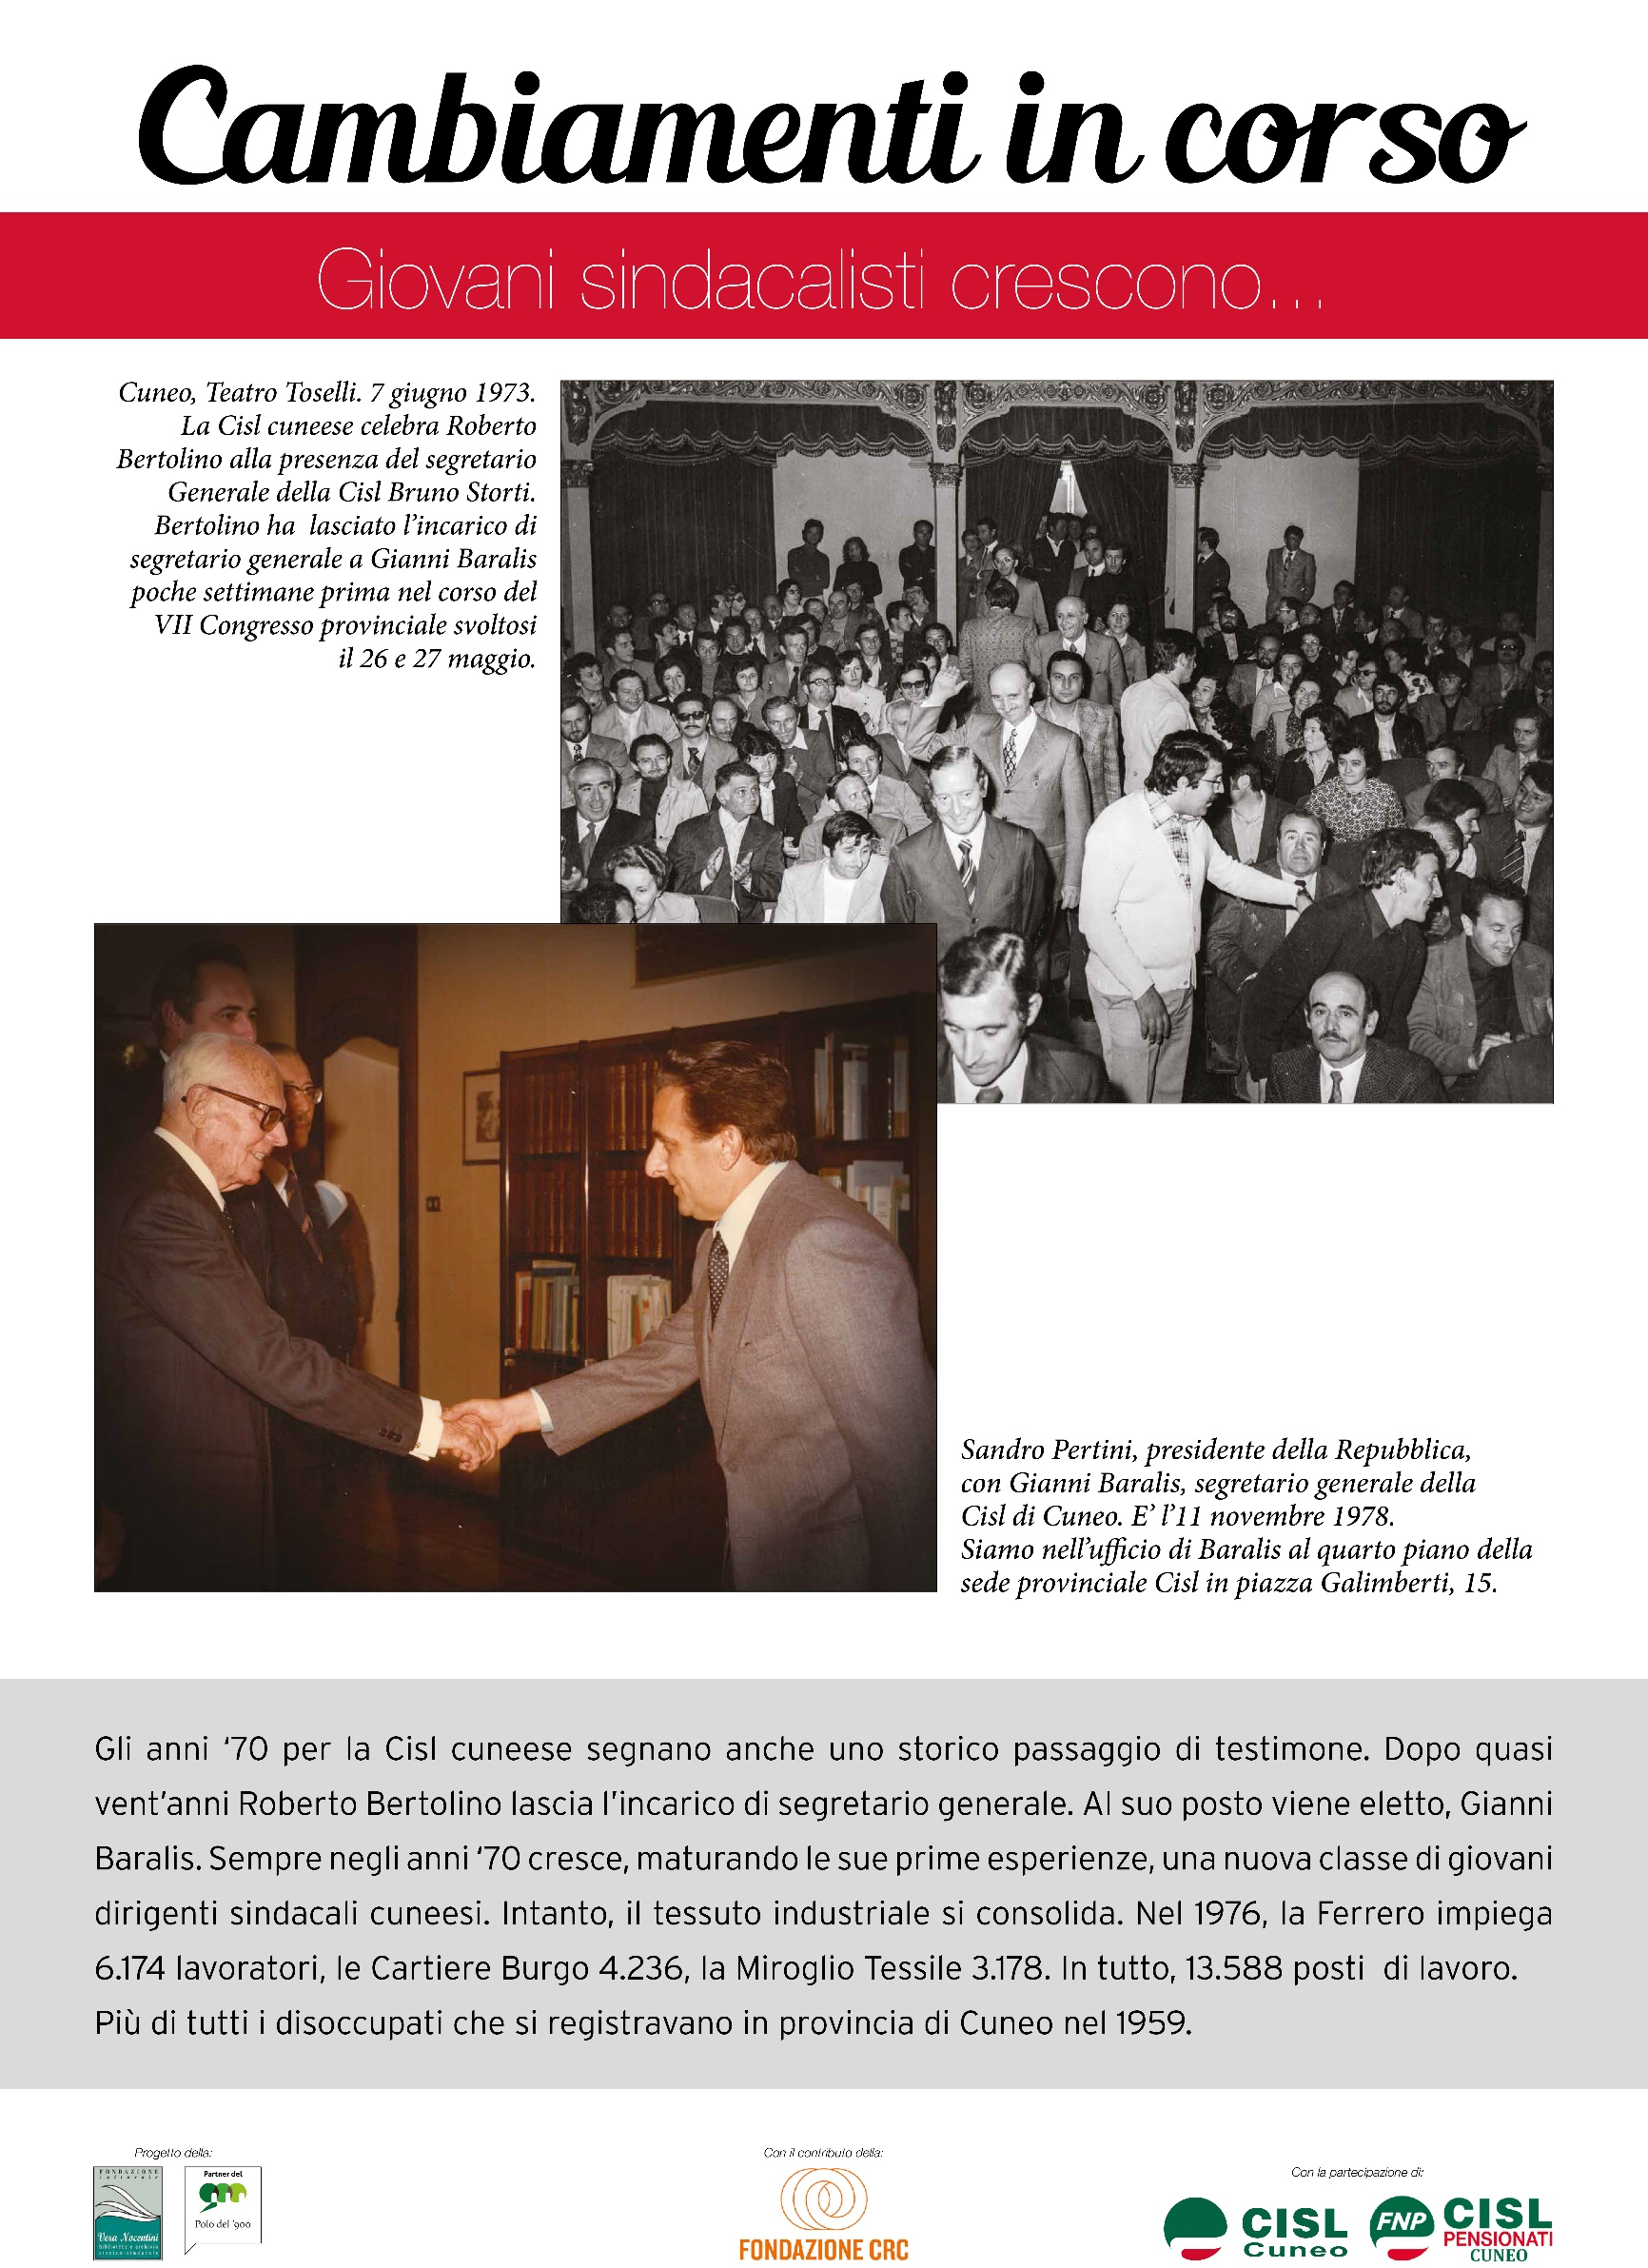 Cambiamenti in corso
Giovani sindacalisti crescono...
Cuneo, Teatro Toselli. 7 giugno 1973.
La Cisl cuneese celebra Roberto
Bertolino alla presenza del segretario
Generale della Cisl Bruno Storti.
Bertolino ha  lasciato l’incarico di
segretario generale a Gianni Baralis
poche settimane prima nel corso del
VII Congresso provinciale svoltosi
il 26 e 27 maggio.
Sandro Pertini, presidente della Repubblica,
con Gianni Baralis, segretario generale della
Cisl di Cuneo. E’ l’11 novembre 1978.
Siamo nell’ufficio di Baralis al quarto piano della
sede provinciale Cisl in piazza Galimberti, 15.
Gli anni ‘70 per la Cisl cuneese segnano anche uno storico passaggio di testimone. Dopo quasi
vent’anni Roberto Bertolino lascia l’incarico di segretario generale. Al suo posto viene eletto, Gianni
Baralis. Sempre negli anni ‘70 cresce, maturando le sue prime esperienze, una nuova classe di giovani
dirigenti sindacali cuneesi. Intanto, il tessuto industriale si consolida. Nel 1976, la Ferrero impiega
6.174 lavoratori, le Cartiere Burgo 4.236, la Miroglio Tessile 3.178. In tutto, 13.588 posti  di lavoro.
Più di tutti i disoccupati che si registravano in provincia di Cuneo nel 1959.
Progetto della:
FONDAZIONE
culturale
Vera Nocentini
biblioteca e archivio
storico-sindacale
Partner del
Polo del '900
Con il contributo della:
FONDAZIONE CRC
Con la partecipazione di:
CISL
Cuneo
FNP
CISL
PENSIONATI
CUNEO